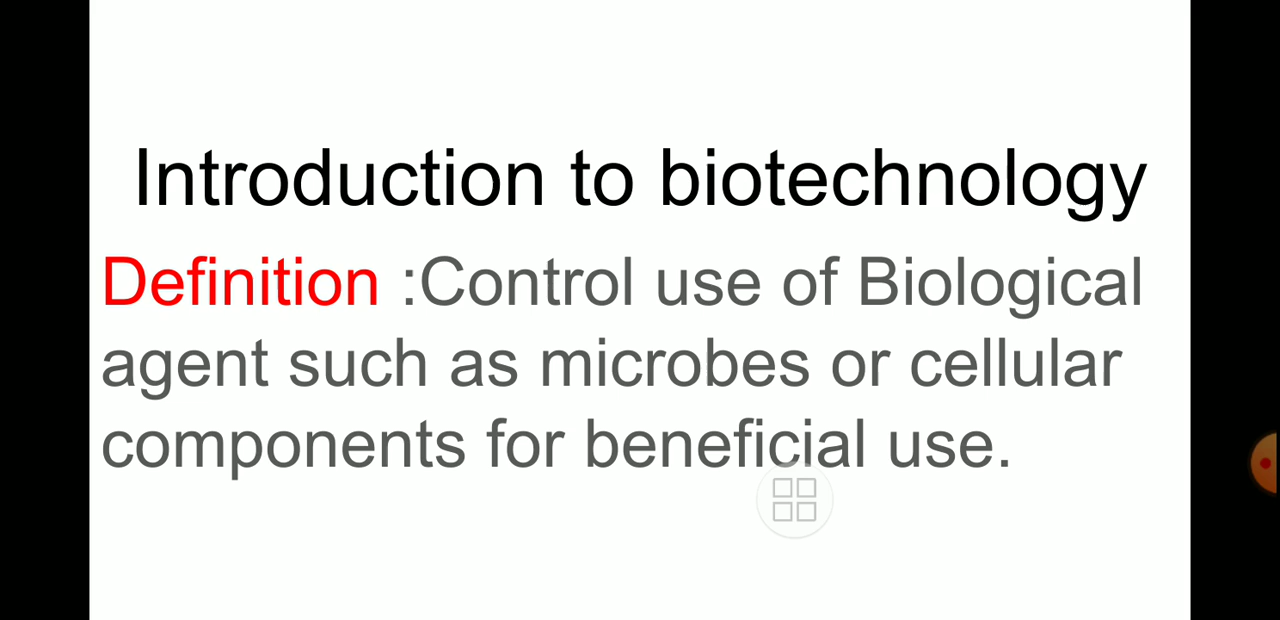 Introduction to biotechnology
Definition :Control use of Biological
agent such as microbes or cellular
components for beneficial use.